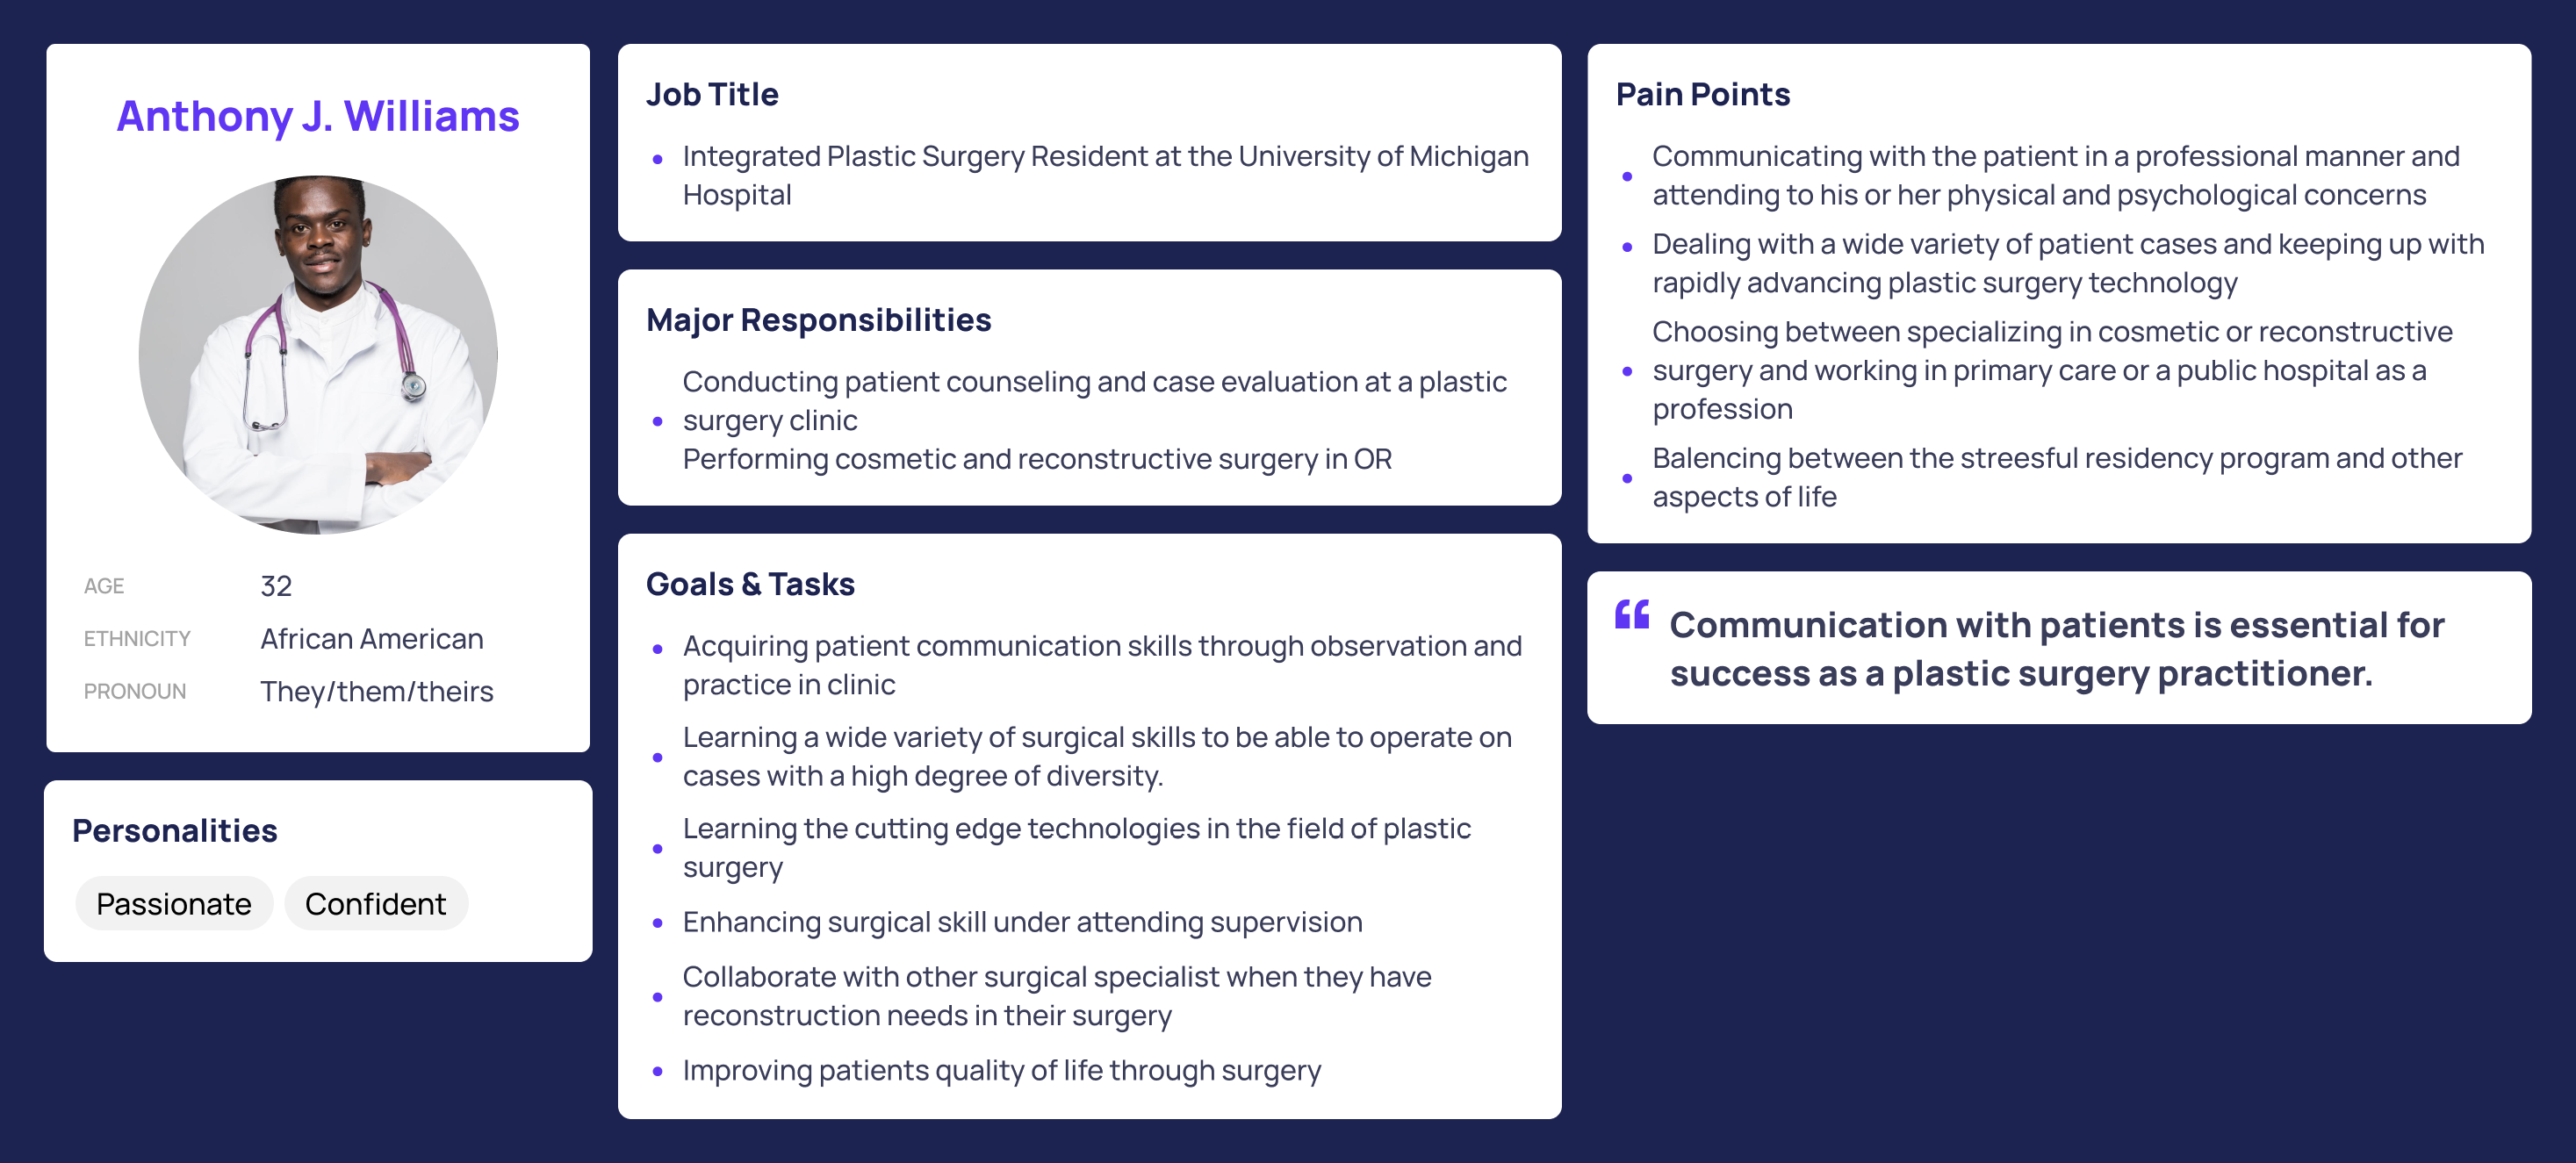 Anthony J. Williams
AGE 32
ETHNICITY African American
PRONOUN They/them/theirs
Personalities
Passionate Confident
Job Title
Integrated Plastic Surgery Resident at the University of Michigan
Hospital
Major Responsibilities
Conducting patient counseling and case evaluation at a plastic
surgery clinic
Performing cosmetic and reconstructive surgery in OR
Goals & Tasks
Acquiring patient communication skills through observation and
practice in clinic
Learning a wide variety of surgical skills to be able to operate on
cases with a high degree of diversity.
Learning the cutting edge technologies in the field of plastic
surgery
Enhancing surgical skill under attending supervision
Collaborate with other surgical specialist when they have
reconstruction needs in their surgery
Improving patients quality of life through surgery
Pain Points
Communicating with the patient in a professional manner and
attending to his or her physical and psychological concerns
Dealing with a wide variety of patient cases and keeping up with
rapidly advancing plastic surgery technology
Choosing between specializing in cosmetic or reconstructive
surgery and working in primary care or a public hospital as a
profession
Balencing between the streesful residency program and other
aspects of life
“ Communication with patients is essential for
success as a plastic surgery practitioner.